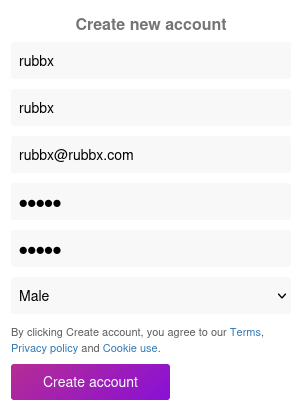 Create new account
rubbx
rubbx
rubbx@rubbx.com
●●●●●
●●●●●
Male
By clicking Create account, you agree to our Terms,
Privacy policy and Cookie use.
Create account